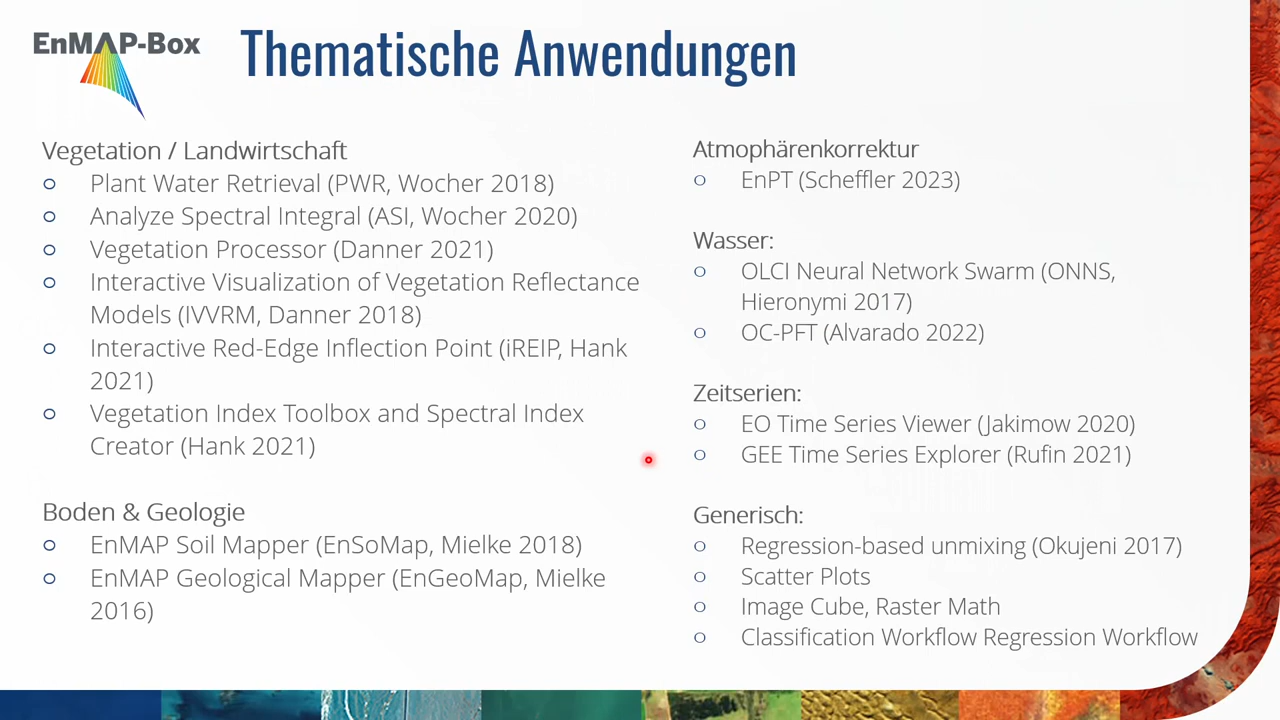 EnMAP-Box
Thematische Anwendungen
Vegetation / Landwirtschaft
Plant Water Retrieval (PWR, Wocher 2018)
Analyze Spectral Integral (ASI, Wocher 2020)
Vegetation Processor (Danner 2021)
Interactive Visualization of Vegetation Reflectance
Models (IVVRM, Danner 2018)
Interactive Red-Edge Inflection Point (iREIP, Hank
2021)
Vegetation Index Toolbox and Spectral Index
Creator (Hank 2021)
Boden & Geologie
EnMAP Soil Mapper (EnSoMap, Mielke 2018)
EnMAP Geological Mapper (EnGeoMap, Mielke
2016)
Atmophärenkorrektur
EnPT (Scheffler 2023)
Wasser:
OLCI Neural Network Swarm (ONNS,
Hieronymi 2017)
OC-PFT (Alvarado 2022)
Zeitserien:
EO Time Series Viewer (Jakimow 2020)
GEE Time Series Explorer (Rufin 2021)
Generisch:
Regression-based unmixing (Okujeni 2017)
Scatter Plots
Image Cube, Raster Math
Classification Workflow Regression Workflow